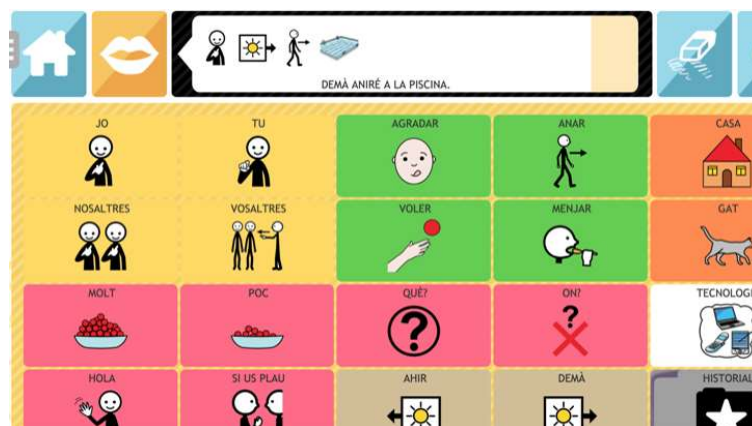 DEMÀ ANIRÉ A LA PISCINA.
JO TU AGRADAR ANAR CASA
NOSALTRES VOSALTRES VOLER MENJAR GAT
MOLT POC QUÈ? ON? TECNOLOGI
HOLA SI US PLAU AHIR DEMÀ HISTORIAL